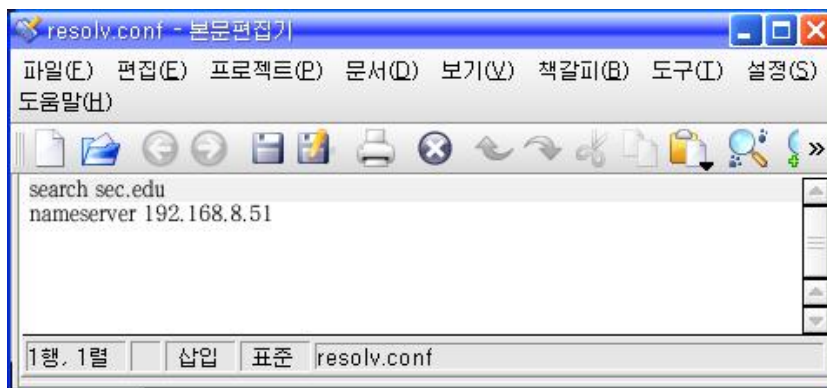 resolv.conf - 본문편집기
파일(F) 편집(E) 프로젝트(P) 문서(D) 보기(V) 책갈피(B) 도구(T) 설정(S)
도움말(H)
»
search sec.edu
nameserver 192.168.8.51
1행, 1렬 삽입 표준 resolv.conf